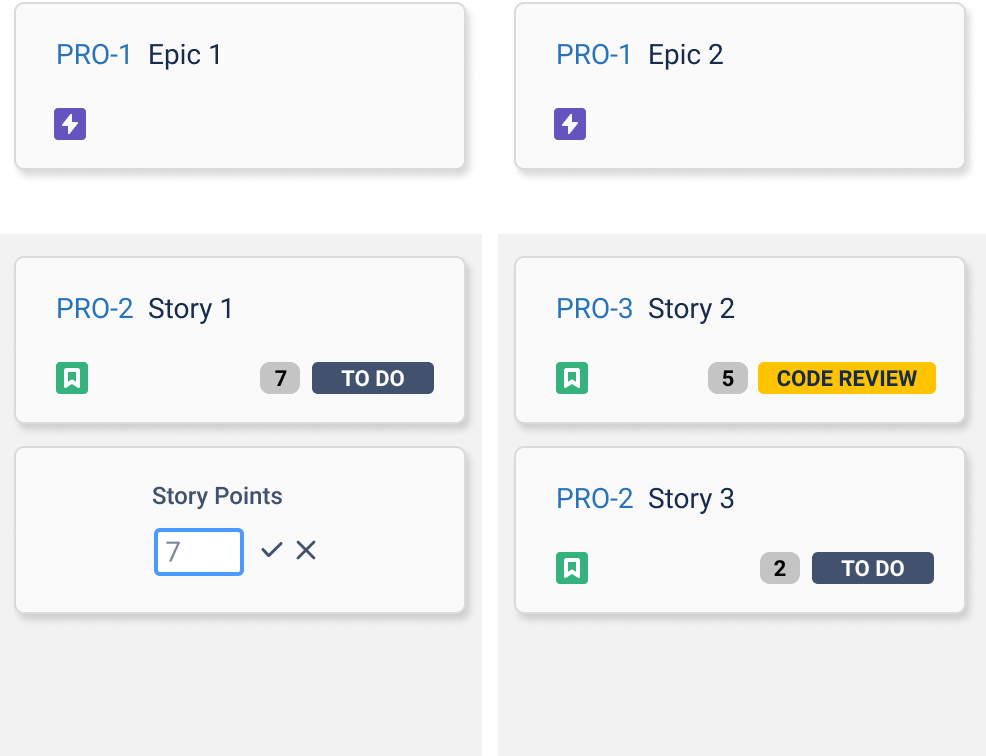 PRO-1 Epic 1
PRO-1 Epic 2
PRO-2 Story 1
7 TO DO
PRO-3 Story 2
5 CODE REVIEW
Story Points
7
PRO-2 Story 3
2 TO DO